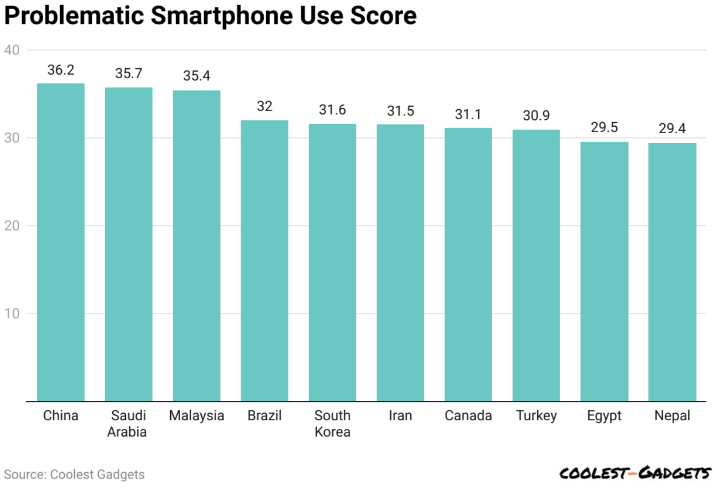 Problematic Smartphone Use Score
40
30
20
10
36.2
35.7
35.4
32
31.6
31.5
31.1
30.9
29.5
29.4
China
Saudi
Arabia
Malaysia
Brazil
South
Korea
Iran
Canada
Turkey
Egypt
Nepal
Source: Coolest Gadgets
COOLEST-GADGETS